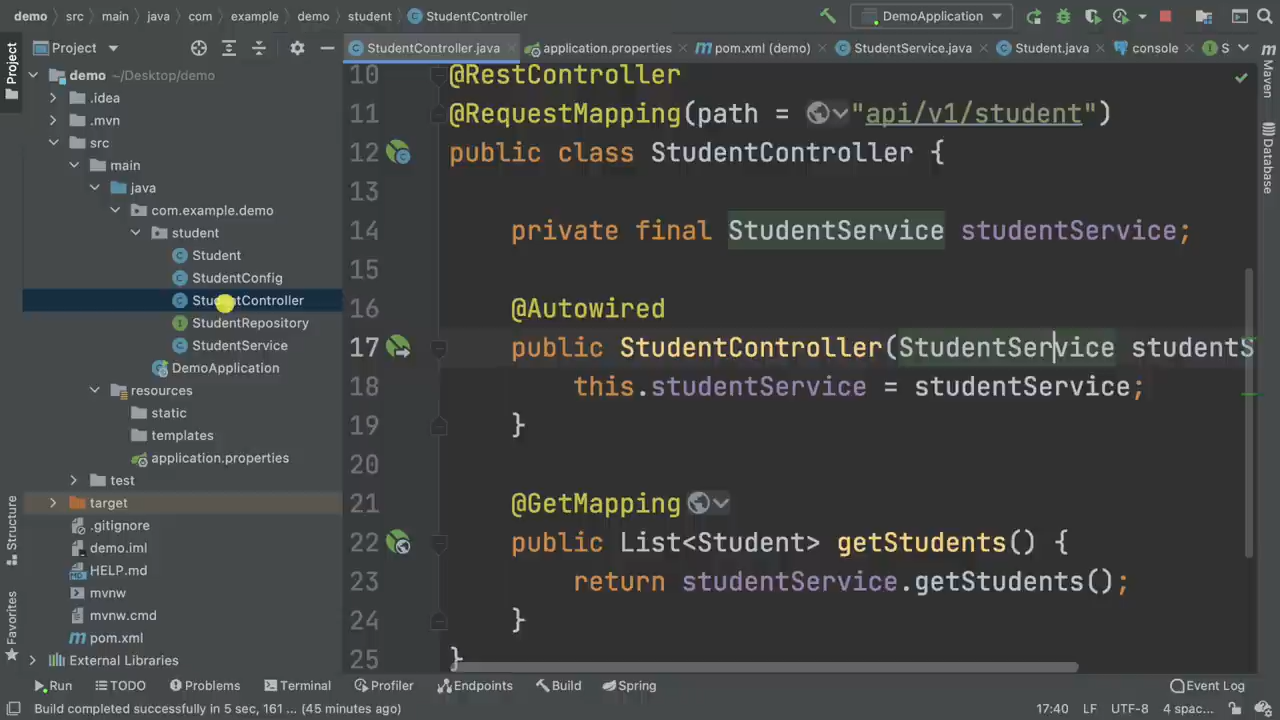 demo src main java com example demo student StudentController DemoApplication
Project
StudentController.java application.properties pom.xml (demo) StudentService.java Student.java console S
Project
demo ~/Desktop/demo
.idea
.mvn
src
main
java
com.example.demo
student
Student
StudentConfig
StudentController
StudentRepository
StudentService
DemoApplication
resources
static
templates
application.properties
test
target
.gitignore
demo.iml
HELP.md
mvnw
mvnw.cmd
pom.xml
External Libraries
Structure
Favorites
10 @RestController
11 @RequestMapping(path = "api/v1/student")
12 public class StudentController {
13
14 private final StudentService studentService;
15
16 @Autowired
17 public StudentController(StudentService studentS
18 this.studentService = studentService;
19 }
20
21 @GetMapping
22 public List<Student> getStudents() {
23 return studentService.getStudents();
24 }
25 }
Maven
Database
Run TODO Problems Terminal Profiler Endpoints Build Spring Event Log
Build completed successfully in 5 sec, 161 ... (45 minutes ago) 17:40 LF UTF-8 4 spac...